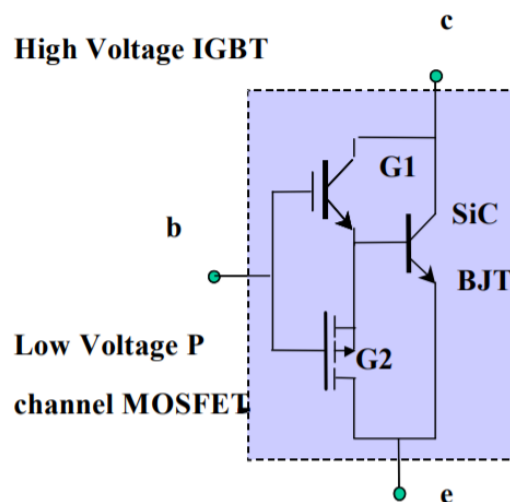 c
High Voltage IGBT
G1
SiC
b
BJT
Low Voltage P
G2
channel MOSFET
e